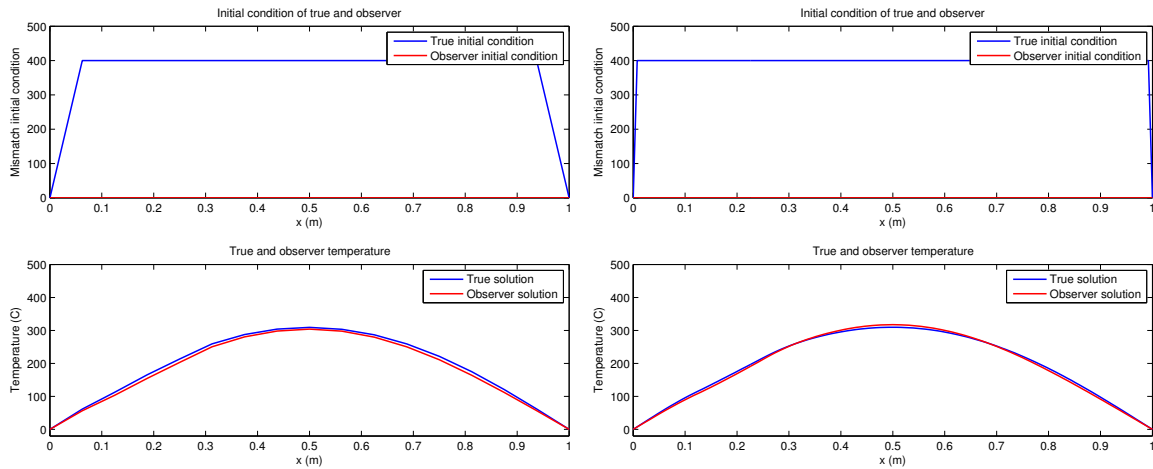 Initial condition of true and observer
Mismatch iintial condition
500
400
300
200
100
0
True initial condition
Observer initial condition
0 0.1 0.2 0.3 0.4 0.5 0.6 0.7 0.8 0.9 1
x (m)
Initial condition of true and observer
Mismatch iintial condition
500
400
300
200
100
0
True initial condition
Observer initial condition
0 0.1 0.2 0.3 0.4 0.5 0.6 0.7 0.8 0.9 1
x (m)
True and observer temperature
Temperature (C)
500
400
300
200
100
0
True solution
Observer solution
0 0.1 0.2 0.3 0.4 0.5 0.6 0.7 0.8 0.9 1
x (m)
True and observer temperature
Temperature (C)
500
400
300
200
100
0
True solution
Observer solution
0 0.1 0.2 0.3 0.4 0.5 0.6 0.7 0.8 0.9 1
x (m)